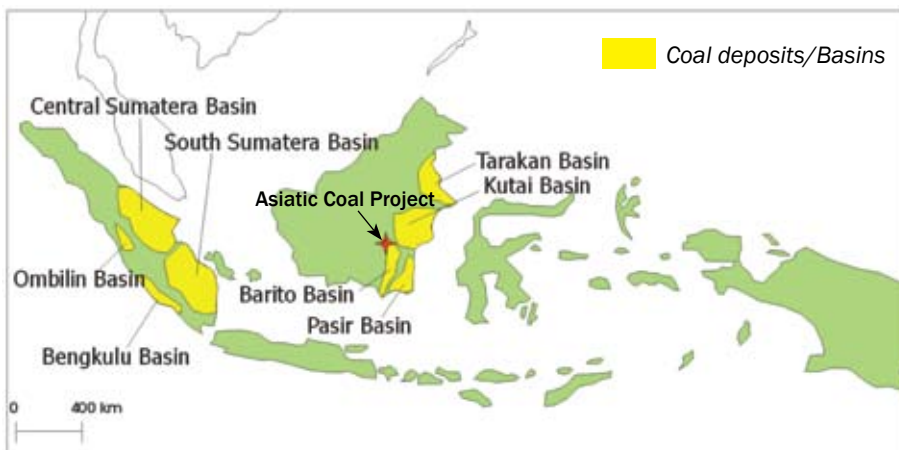 Coal deposits/Basins
Central Sumatera Basin
South Sumatera Basin
Tarakan Basin
Kutai Basin
Asiatic Coal Project
Ombilin Basin
Barito Basin
Pasir Basin
Bengkulu Basin
0 400 km